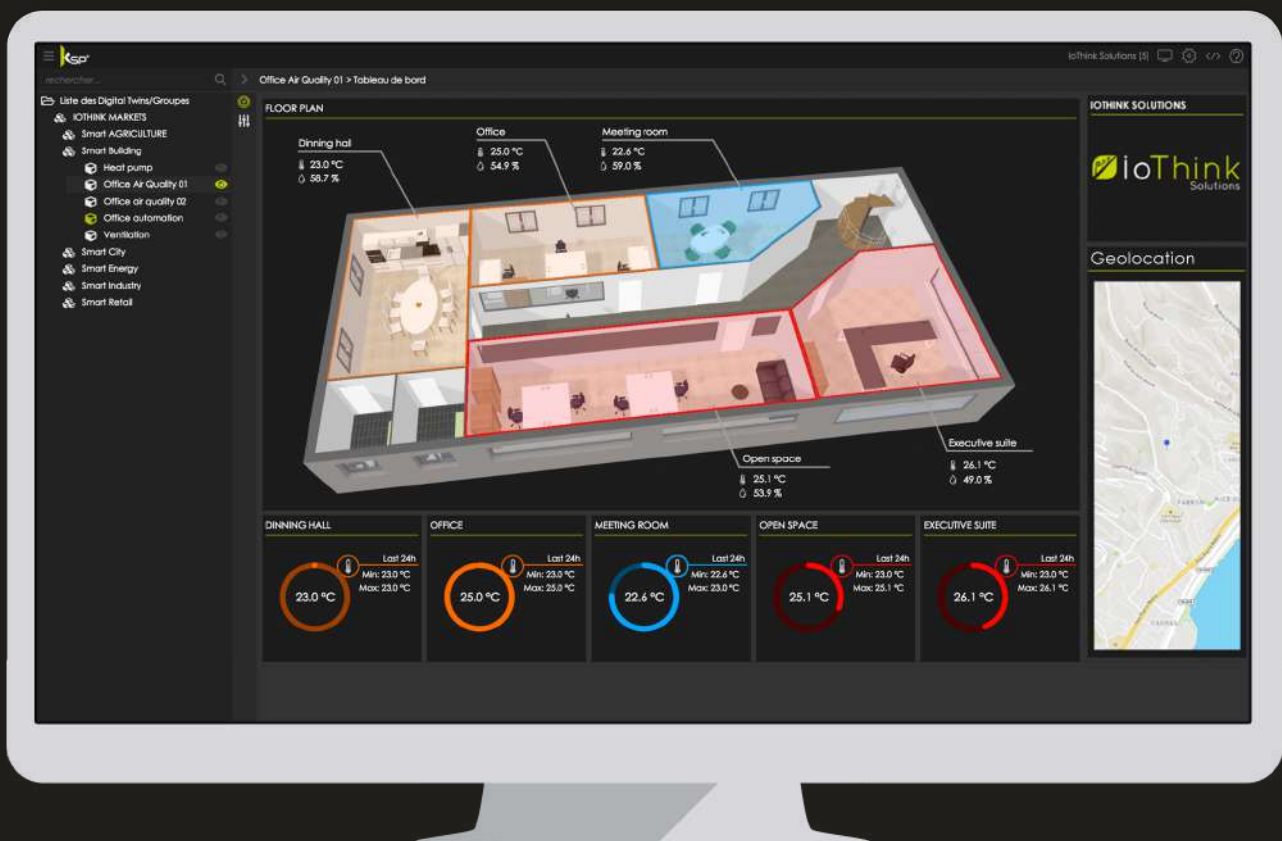 KSP
IoThink Solutions [5]
rechercher...
Office Air Quality 01 > Tableau de bord
Liste des Digital Twins/Groupes
IOTHINK MARKETS
Smart AGRICULTURE
Smart Building
Heat pump
Office Air Quality 01
Office air quality 02
Office automation
Ventilation
Smart City
Smart Energy
Smart Industry
Smart Retail
FLOOR PLAN
Dinning hall
23.0 °C
58.7 %
Office
25.0 °C
54.9 %
Meeting room
22.6 °C
59.0 %
Open space
25.1 °C
53.9 %
Executive suite
26.1 °C
49.0 %
DINNING HALL
23.0 °C
Last 24h
Min: 23.0 °C
Max: 23.0 °C
OFFICE
25.0 °C
Last 24h
Min: 23.0 °C
Max: 25.0 °C
MEETING ROOM
22.6 °C
Last 24h
Min: 22.6 °C
Max: 23.0 °C
OPEN SPACE
25.1 °C
Last 24h
Min: 23.0 °C
Max: 25.1 °C
EXECUTIVE SUITE
26.1 °C
Last 24h
Min: 23.0 °C
Max: 26.1 °C
IOTHINK SOLUTIONS
ioThink
Solutions
Geolocation